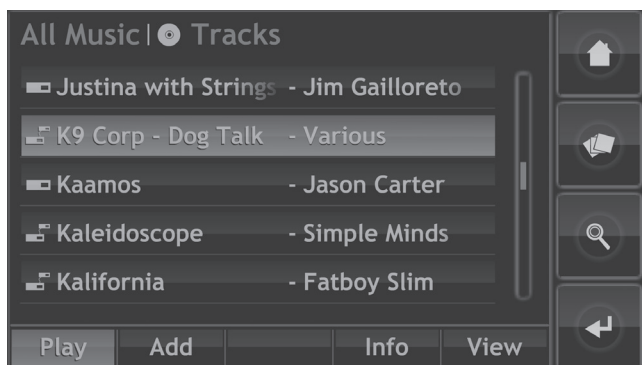 All Music | Tracks
Justina with Strings - Jim Gailloreto
K9 Corp - Dog Talk - Various
Kaamos - Jason Carter
Kaleidoscope - Simple Minds
Kalifornia - Fatboy Slim
Play Add Info View